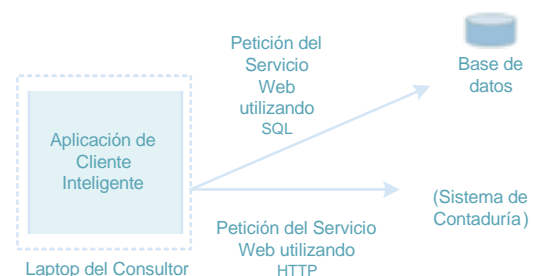 Petición del
Servicio
Web
utilizando
SQL
Base de
datos
Aplicación de
Cliente
Inteligente
(Sistema de
Contaduría)
Petición del Servicio
Web utilizando
HTTP
Laptop del Consultor